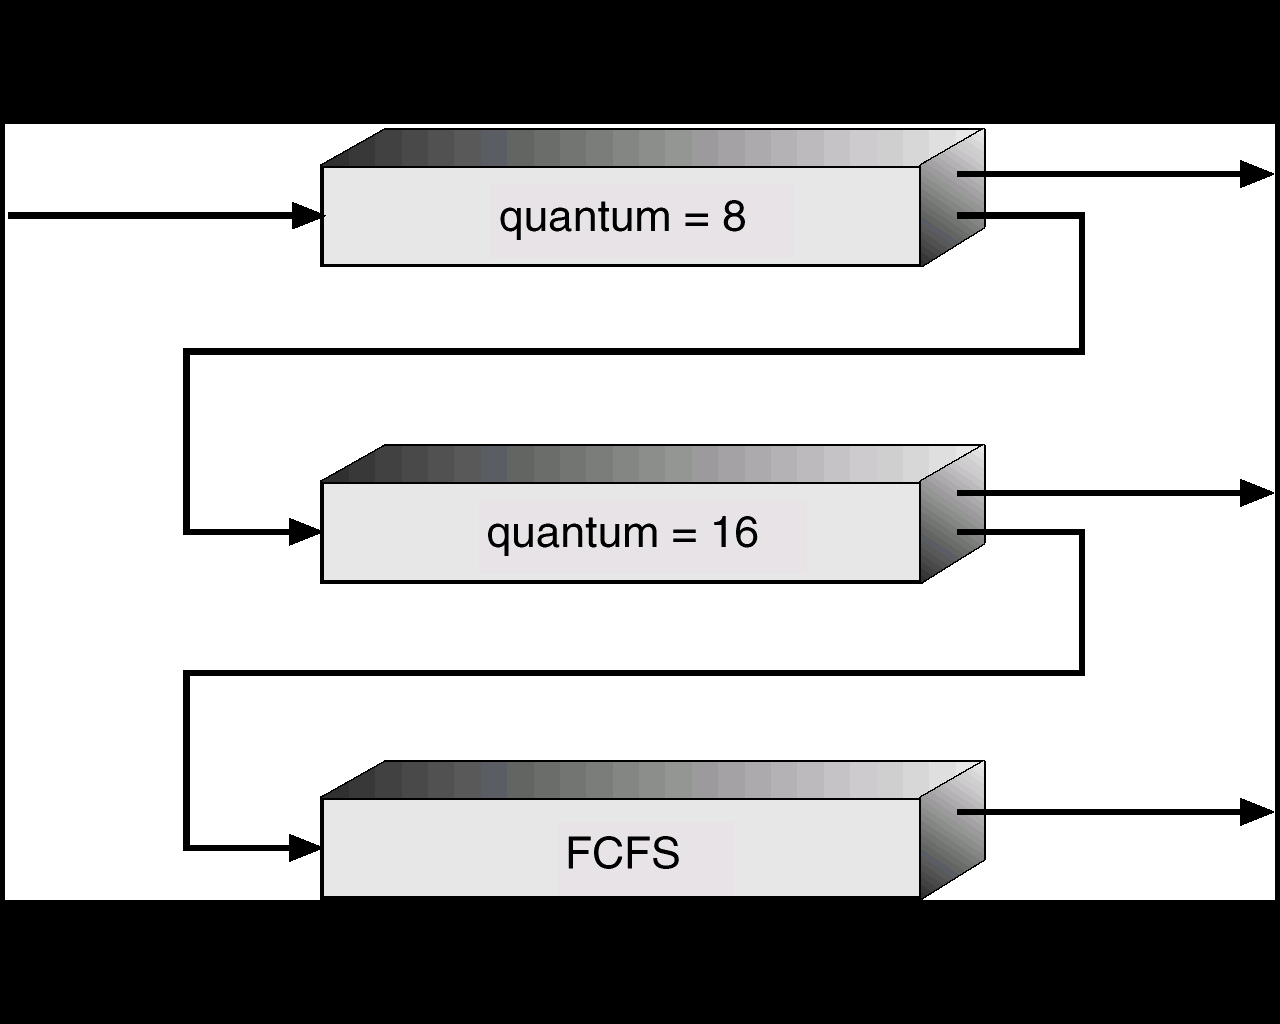 quantum = 8
quantum = 16
FCFS